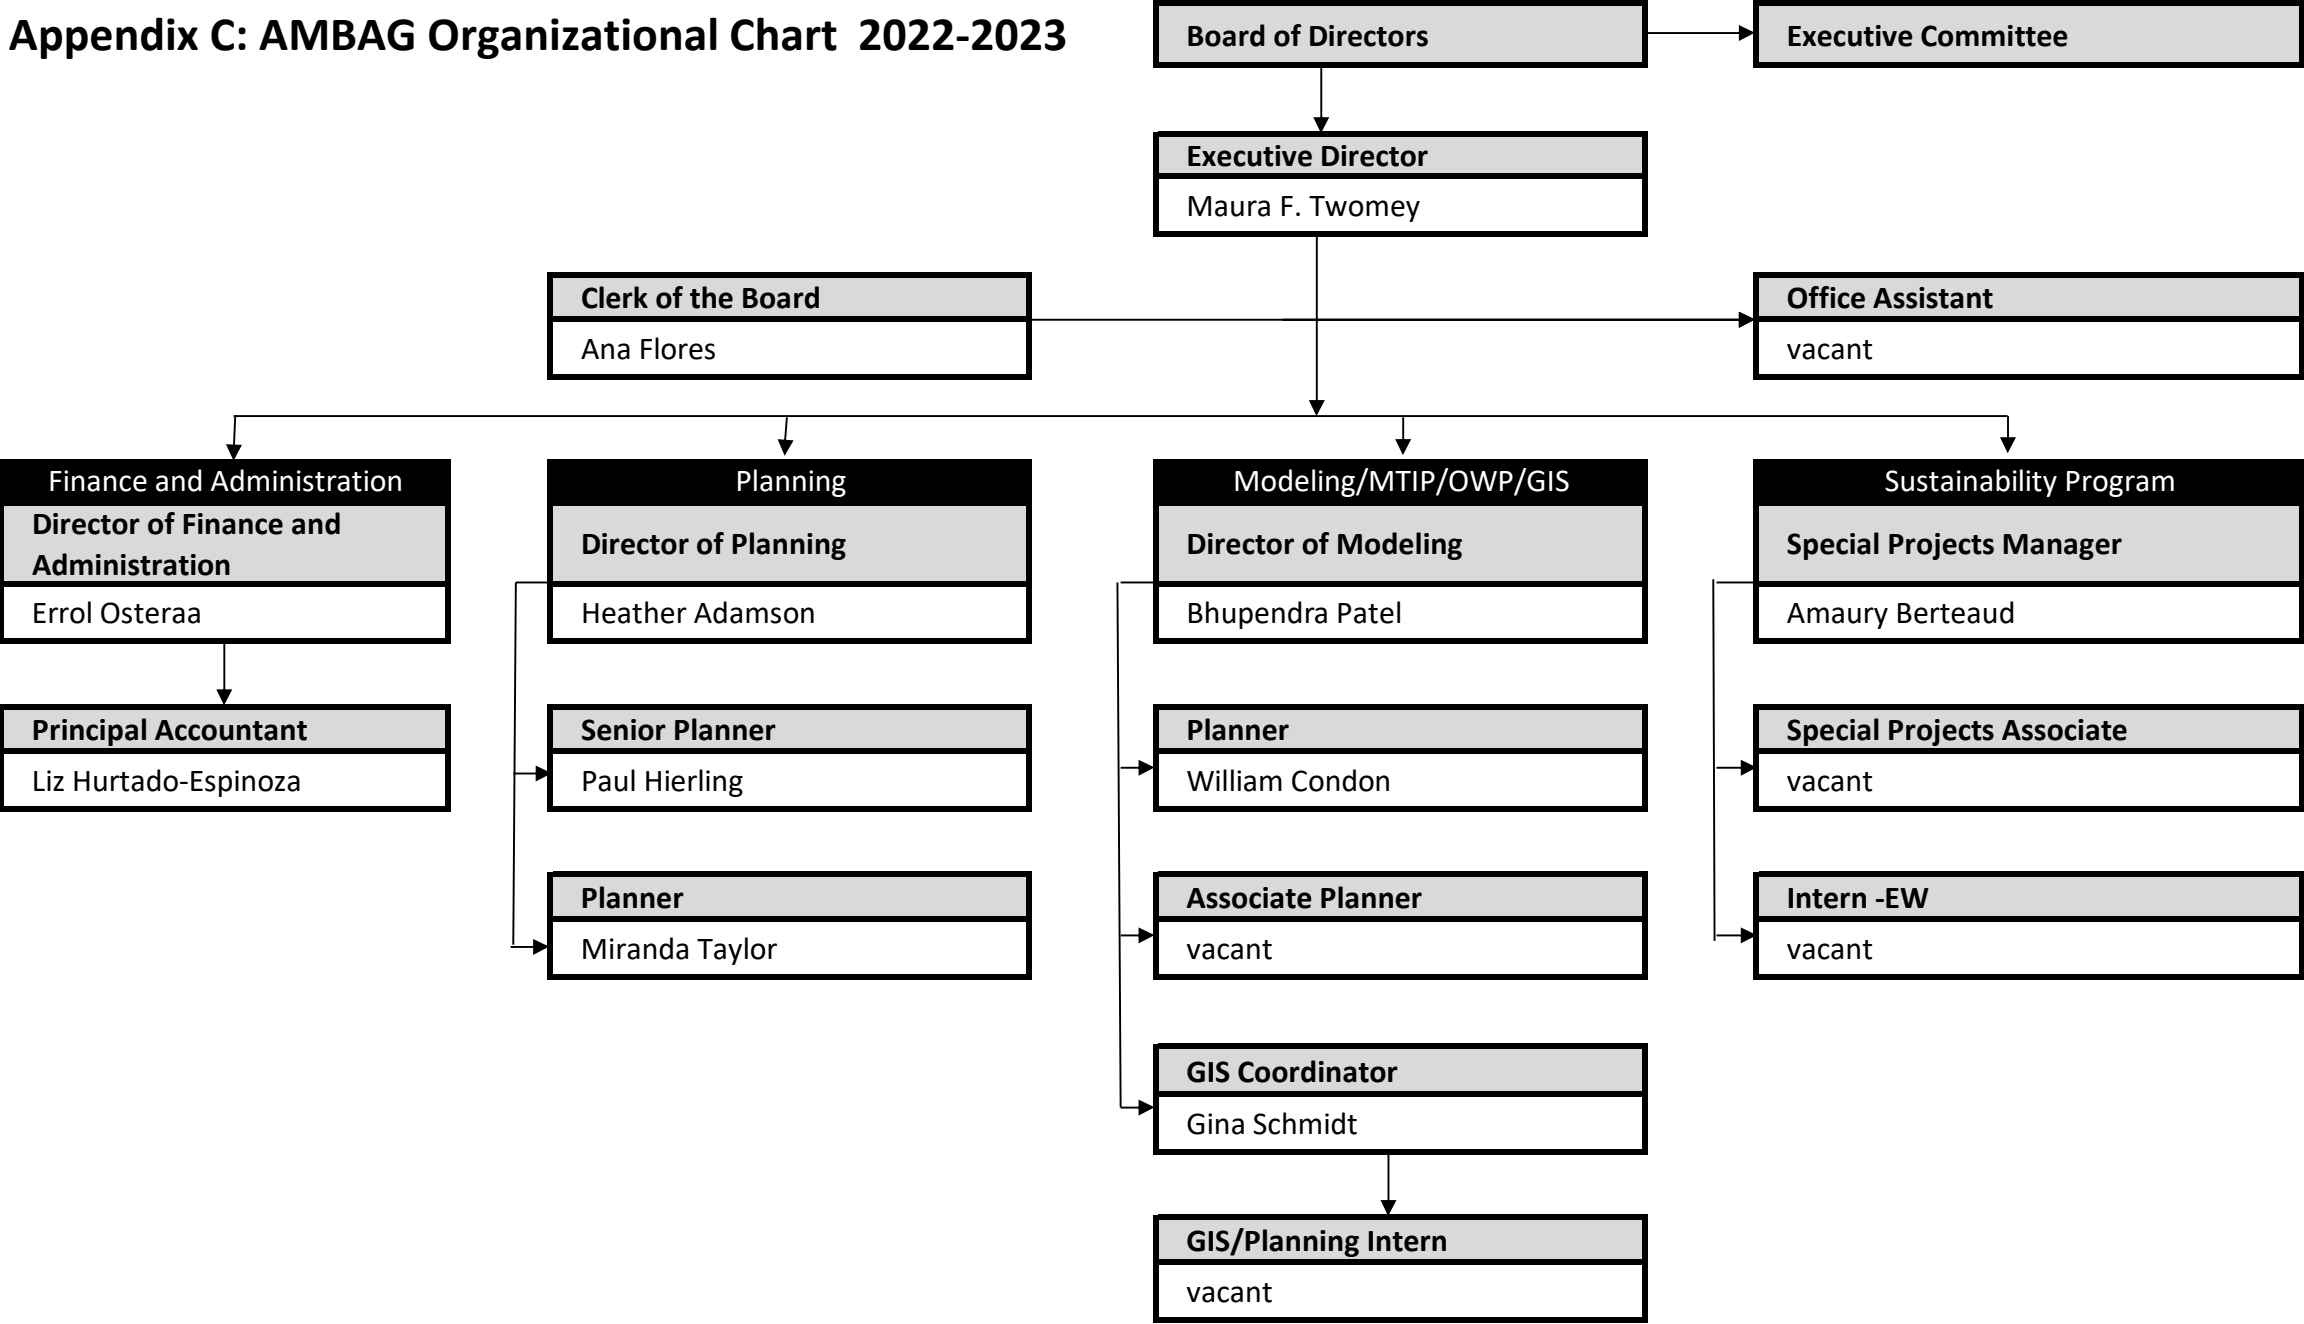 Appendix C: AMBAG Organizational Chart  2022-2023
Board of Directors
Executive Committee
Executive Director
Maura F. Twomey
Clerk of the Board
Ana Flores
Office Assistant
vacant
Finance and Administration
Director of Finance and
Administration
Errol Osteraa
Principal Accountant
Liz Hurtado-Espinoza
Planning
Director of Planning
Heather Adamson
Senior Planner
Paul Hierling
Planner
Miranda Taylor
Modeling/MTIP/OWP/GIS
Director of Modeling
Bhupendra Patel
Planner
William Condon
Associate Planner
vacant
GIS Coordinator
Gina Schmidt
GIS/Planning Intern
vacant
Sustainability Program
Special Projects Manager
Amaury Berteaud
Special Projects Associate
vacant
Intern -EW
vacant